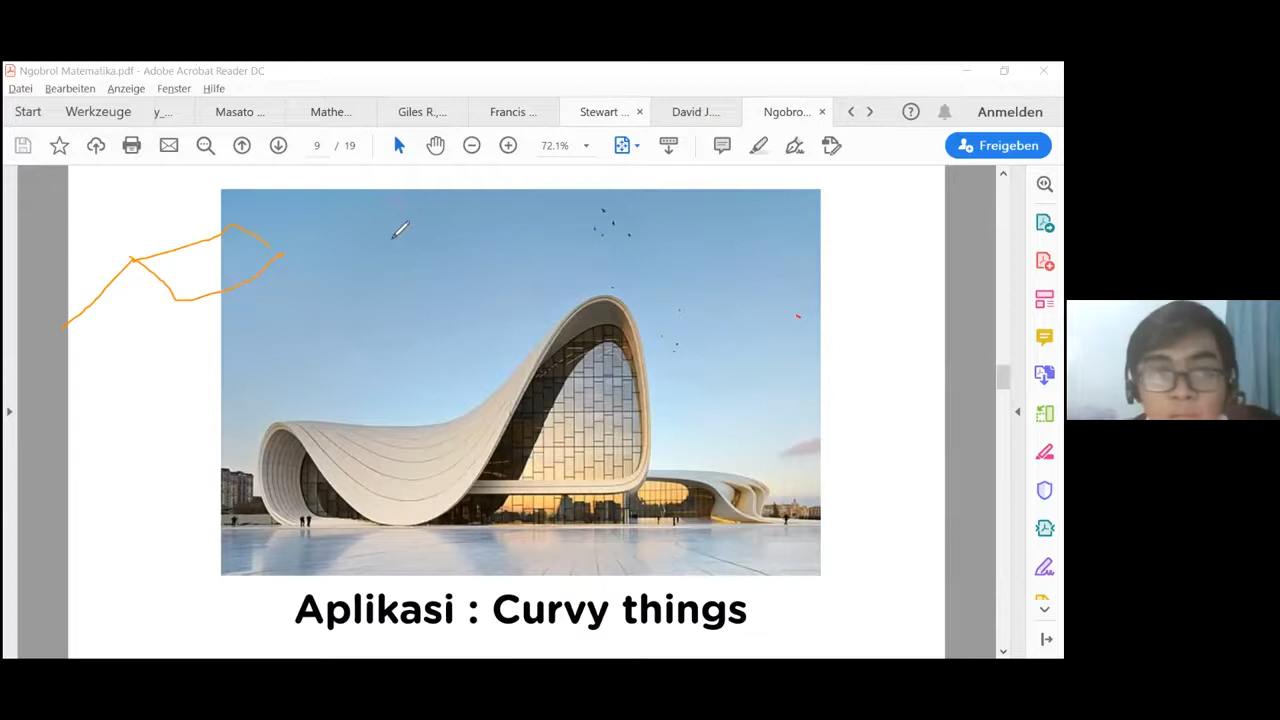 Ngobrol Matematika.pdf - Adobe Acrobat Reader DC
Datei Bearbeiten Anzeige Fenster Hilfe
Start Werkzeuge y_... Masato ... Mathe... Giles R.,... Francis ... Stewart ... David J.... Ngobro... Anmelden
9 / 19 72.1% Freigeben
Aplikasi : Curvy things